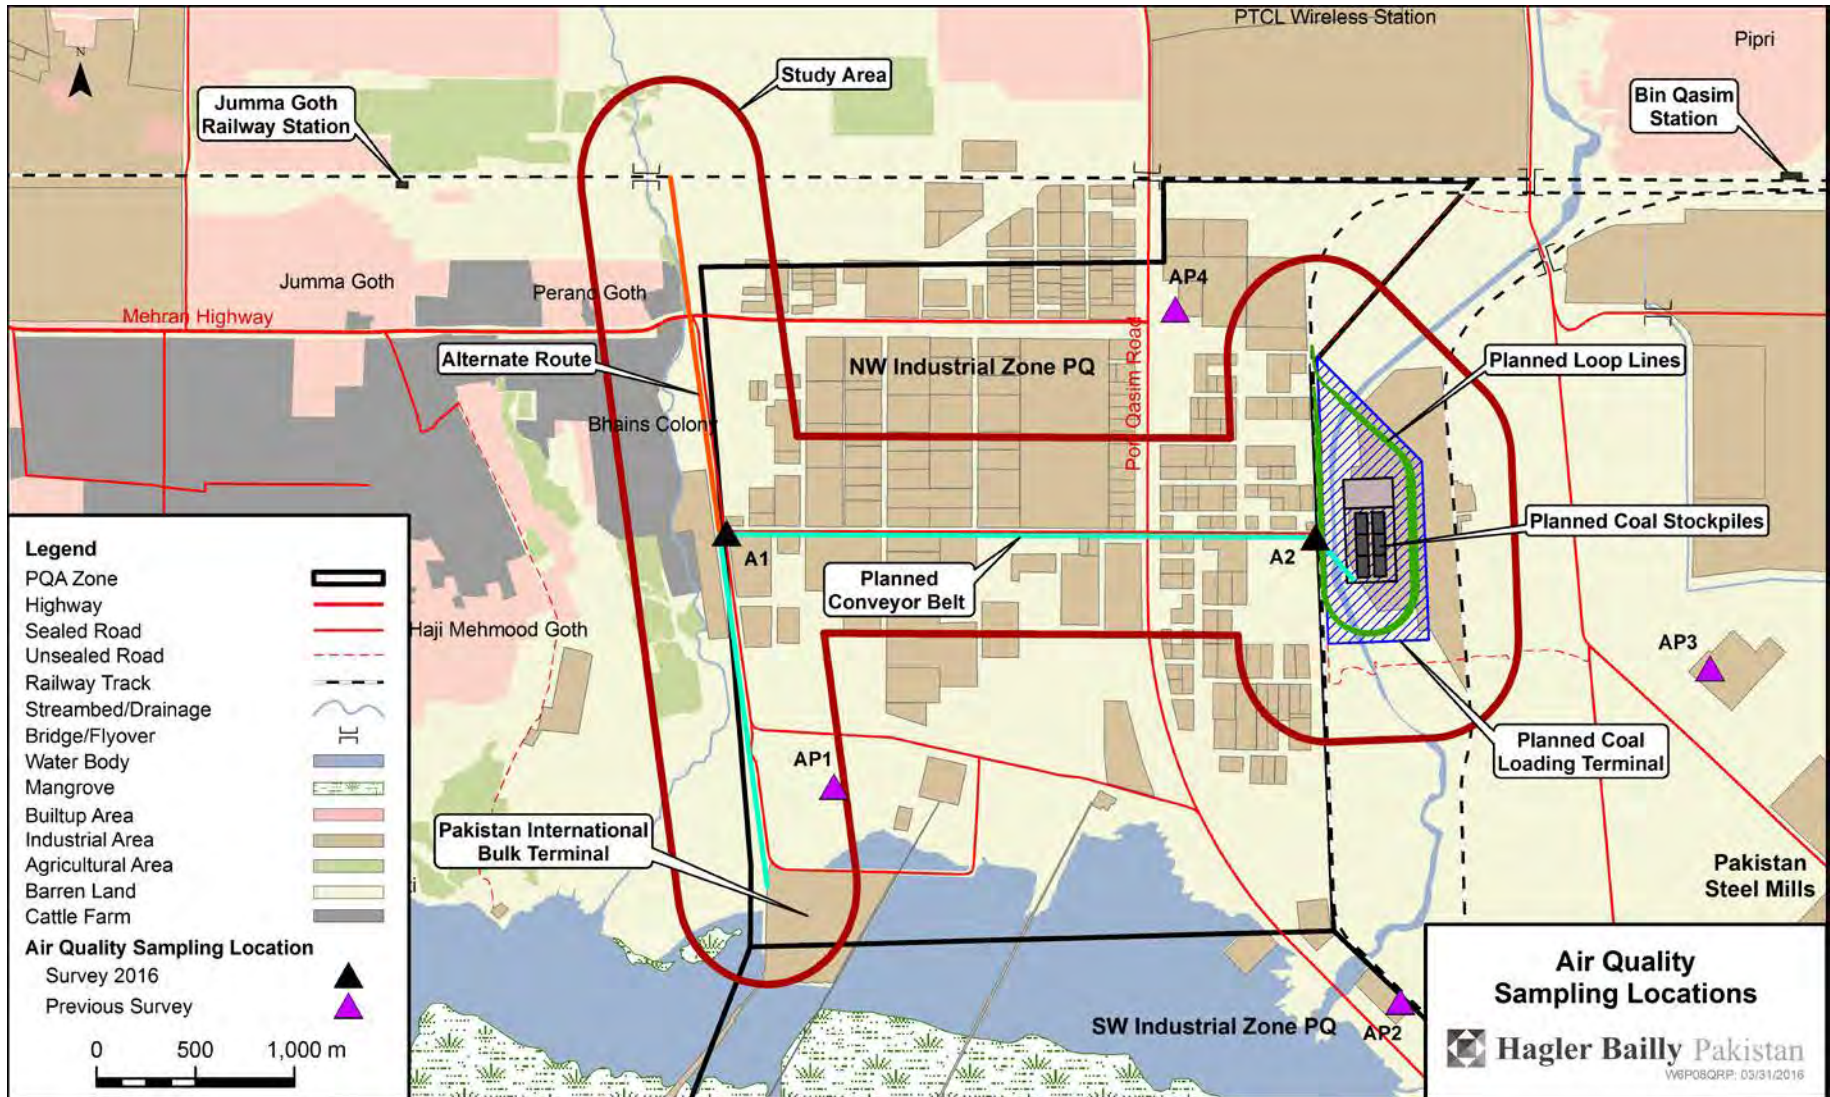 PTCL Wireless Station
Pipri
N
Study Area
Jumma Goth
Railway Station
Bin Qasim
Station
Jumma Goth
Perano Goth
AP4
Mehran Highway
Alternate Route
NW Industrial Zone PQ
Port Qasim Road
Planned Loop Lines
Bhains Colony
Planned Coal Stockpiles
A1
A2
Planned
Conveyor Belt
Haji Mehmood Goth
AP3
AP1
Planned Coal
Loading Terminal
Pakistan International
Bulk Terminal
Pakistan
Steel Mills
SW Industrial Zone PQ
AP2
Legend
PQA Zone
Highway
Sealed Road
Unsealed Road
Railway Track
Streambed/Drainage
Bridge/Flyover
Water Body
Mangrove
Builtup Area
Industrial Area
Agricultural Area
Barren Land
Cattle Farm
Air Quality Sampling Location
Survey 2016
Previous Survey
0 500 1,000 m
Air Quality
Sampling Locations
Hagler Bailly Pakistan
W6P08QRP: 03/31/2016